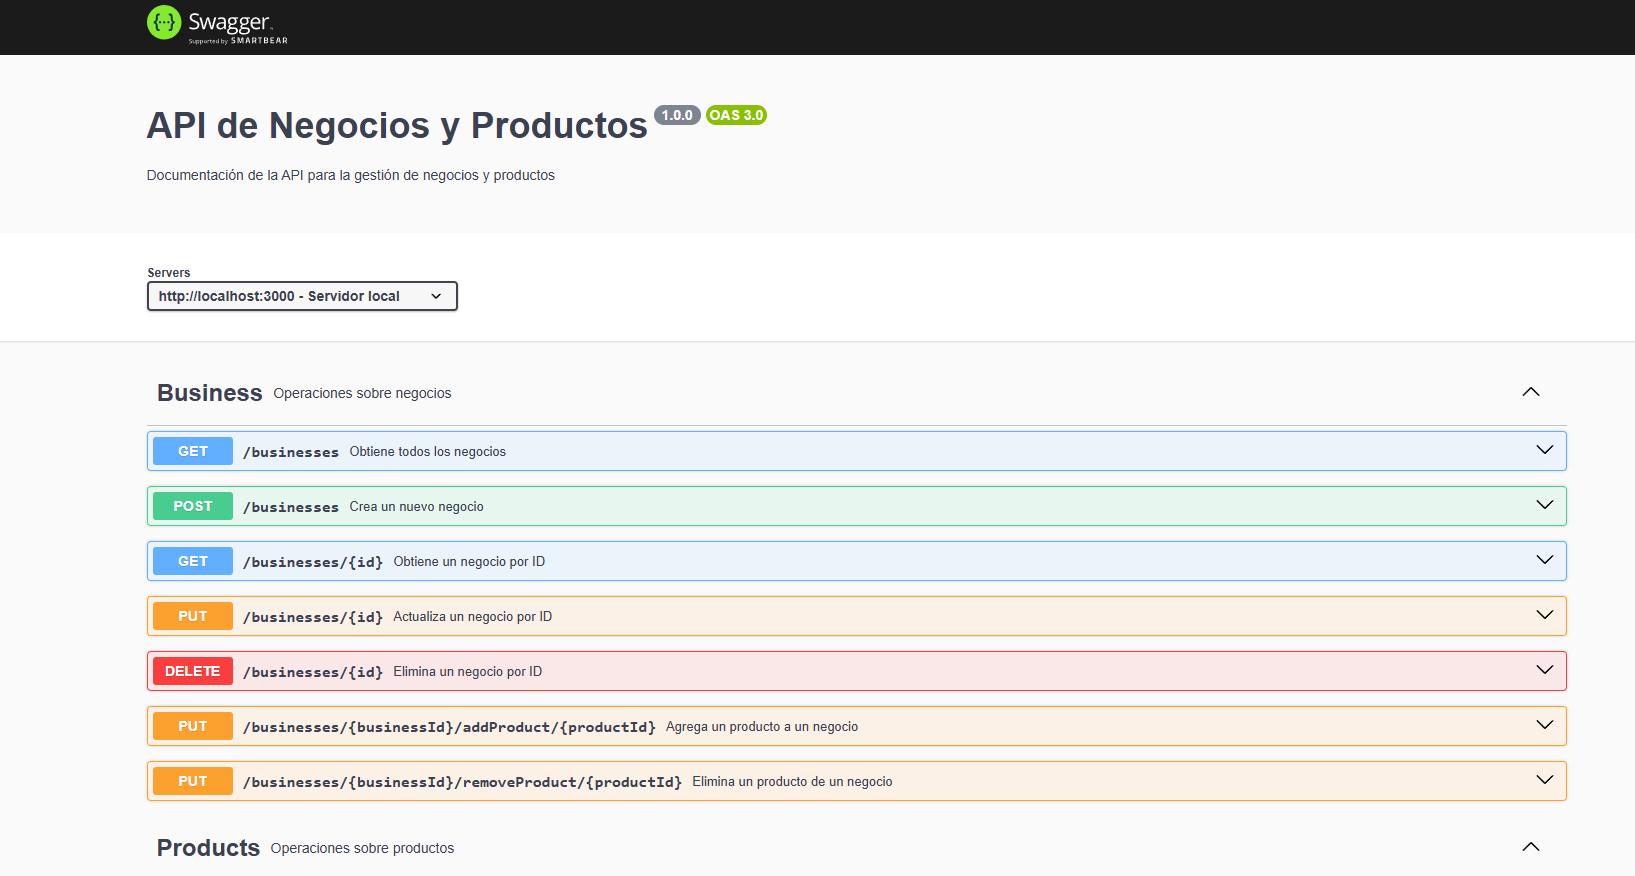 Swagger.
Supported by SMARTBEAR
API de Negocios y Productos 1.0.0 OAS 3.0
Documentación de la API para la gestión de negocios y productos
Servers
http://localhost:3000 - Servidor local
Business Operaciones sobre negocios
GET /businesses Obtiene todos los negocios
POST /businesses Crea un nuevo negocio
GET /businesses/{id} Obtiene un negocio por ID
PUT /businesses/{id} Actualiza un negocio por ID
DELETE /businesses/{id} Elimina un negocio por ID
PUT /businesses/{businessId}/addProduct/{productId} Agrega un producto a un negocio
PUT /businesses/{businessId}/removeProduct/{productId} Elimina un producto de un negocio
Products Operaciones sobre productos